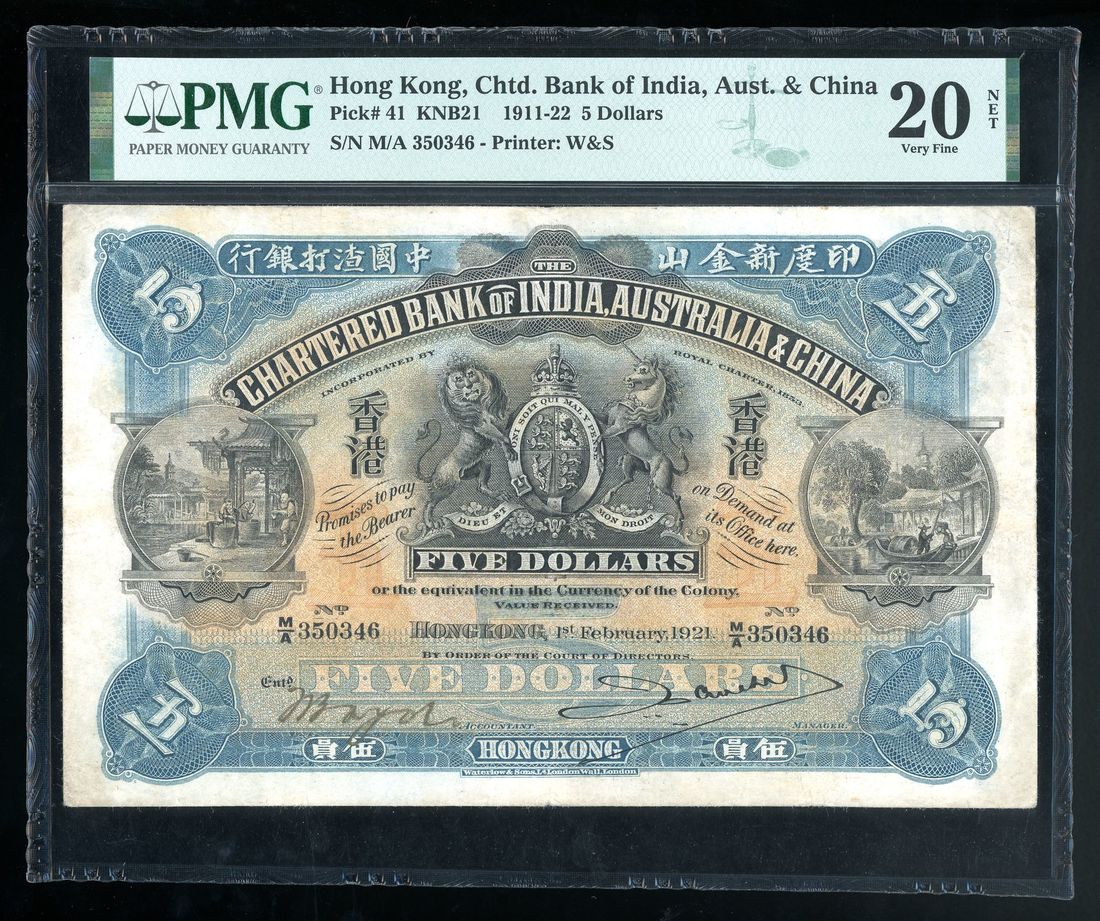 PMG®
PAPER MONEY GUARANTY
Hong Kong, Chtd. Bank of India, Aust. & China
Pick# 41 KNB21 1911-22 5 Dollars
S/N M/A 350346 - Printer: W&S
20
Very Fine
NET
行銀打渣國中
山金新度印
5
伍
THE
CHARTERED BANK OF INDIA, AUSTRALIA & CHINA
INCORPORATED BY ROYAL CHARTER, 1853.
香港
香港
HONI SOIT QUI MAL Y PENSE
DIEU ET MON DROIT
Promises to pay
the Bearer
on Demand at
its Office here.
FIVE DOLLARS
or the equivalent in the Currency of the Colony,
VALUE RECEIVED.
No
No
M/A 350346
HONGKONG, 1st February, 1921.
M/A 350346
BY ORDER OF THE COURT OF DIRECTORS.
FIVE DOLLARS
Entd
ACCOUNTANT
MANAGER
伍
5
員伍
HONGKONG
員伍
Waterlow & Sons, Ld London Wall, London